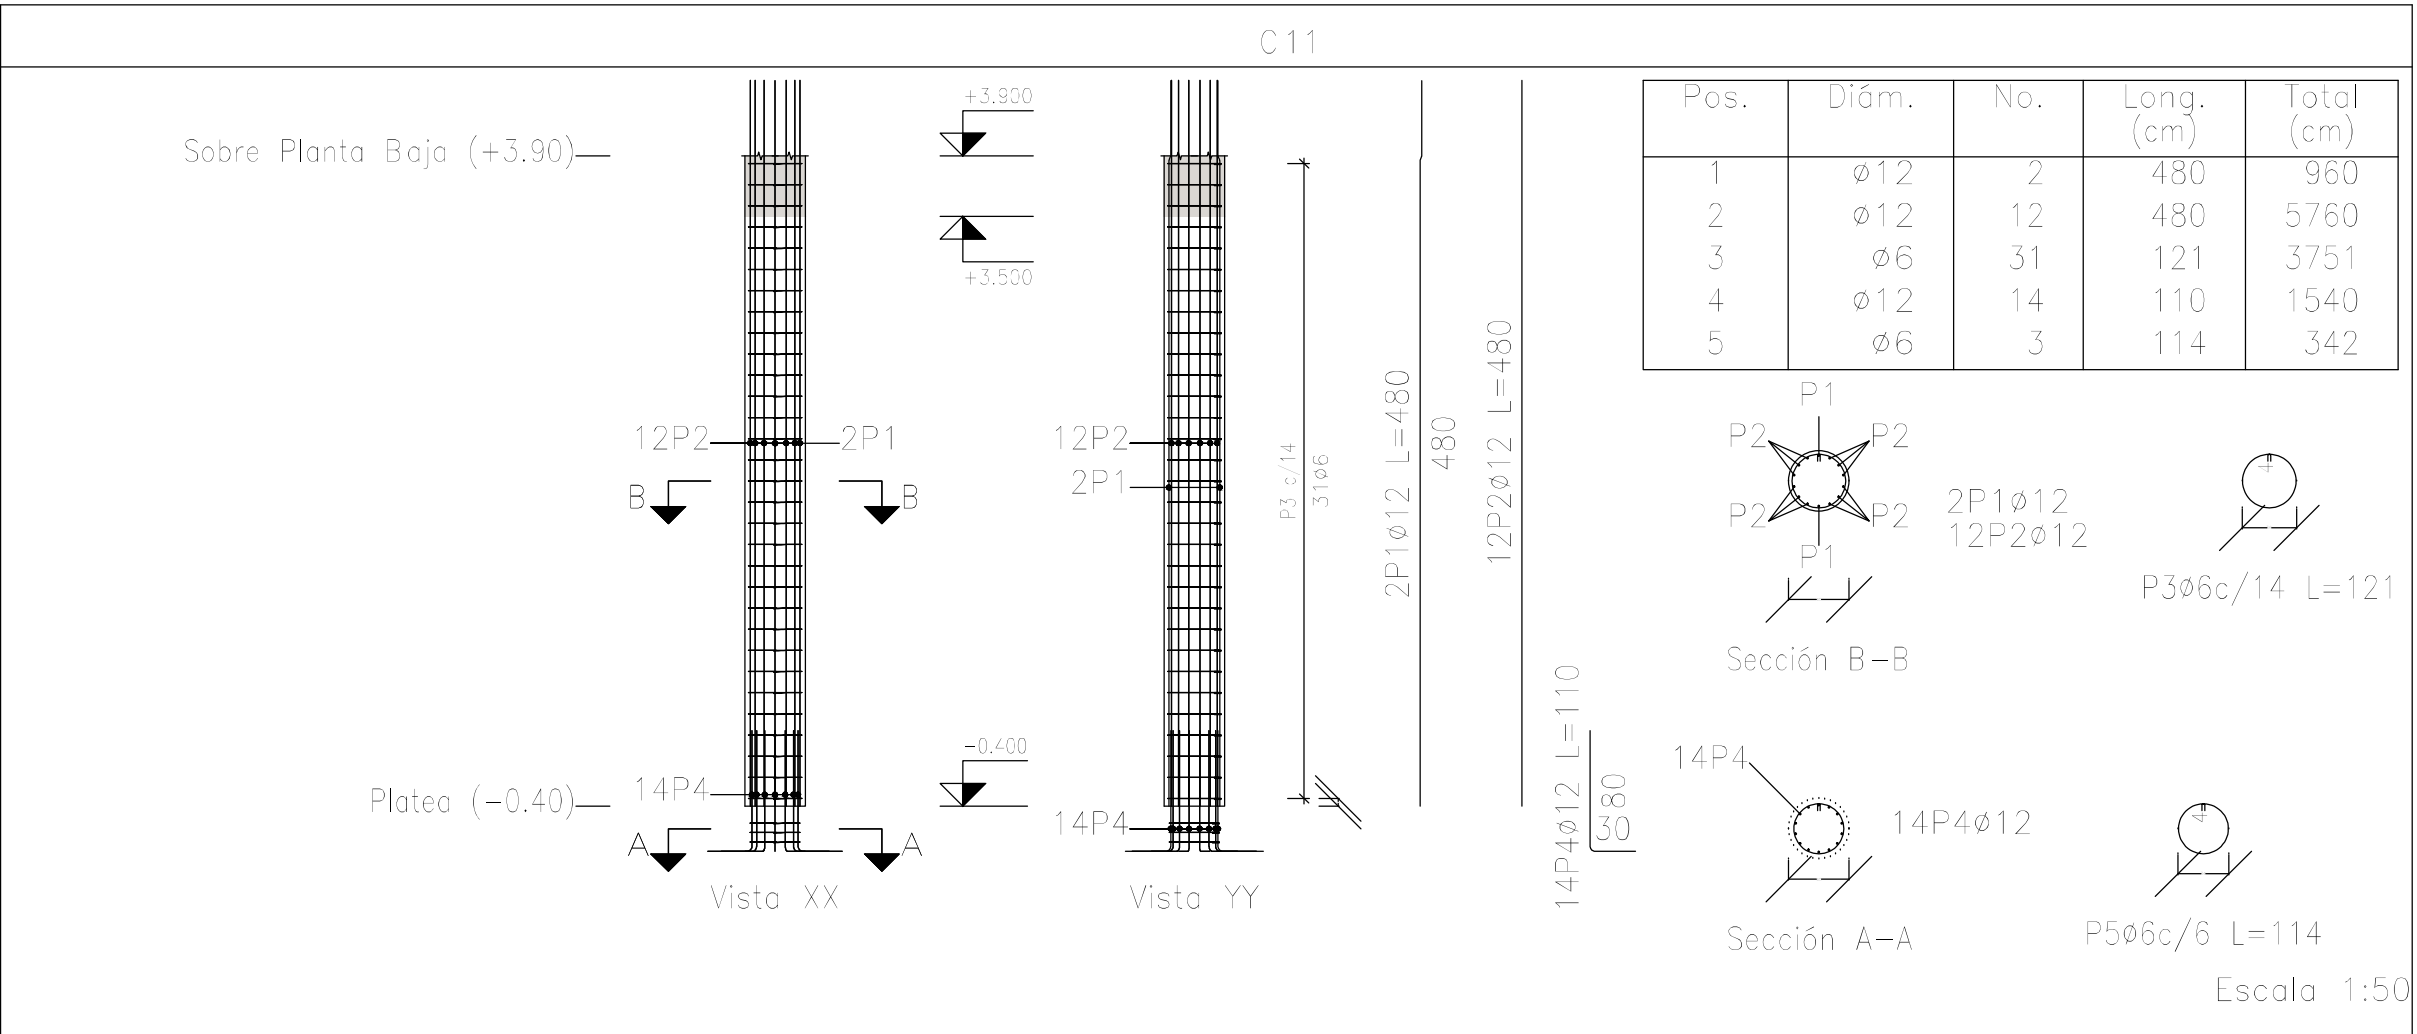 C11
Sobre Planta Baja (+3.90)
+3.900
+3.500
12P2
2P1
B
B
14P4
Platea (-0.40)
-0.400
A
A
Vista XX
12P2
2P1
14P4
Vista YY
P3 c/14
31ø6
2P1ø12 L=480
480
12P2ø12 L=480
14P4ø12 L=110
80
30
Pos. Diám. No. Long. (cm) Total (cm)
1 ø12 2 480 960
2 ø12 12 480 5760
3 ø6 31 121 3751
4 ø12 14 110 1540
5 ø6 3 114 342
P1
P2 P2
P2 P2
P1
2P1ø12
12P2ø12
Sección B-B
4
P3ø6c/14 L=121
14P4
14P4ø12
Sección A-A
4
P5ø6c/6 L=114
Escala 1:50